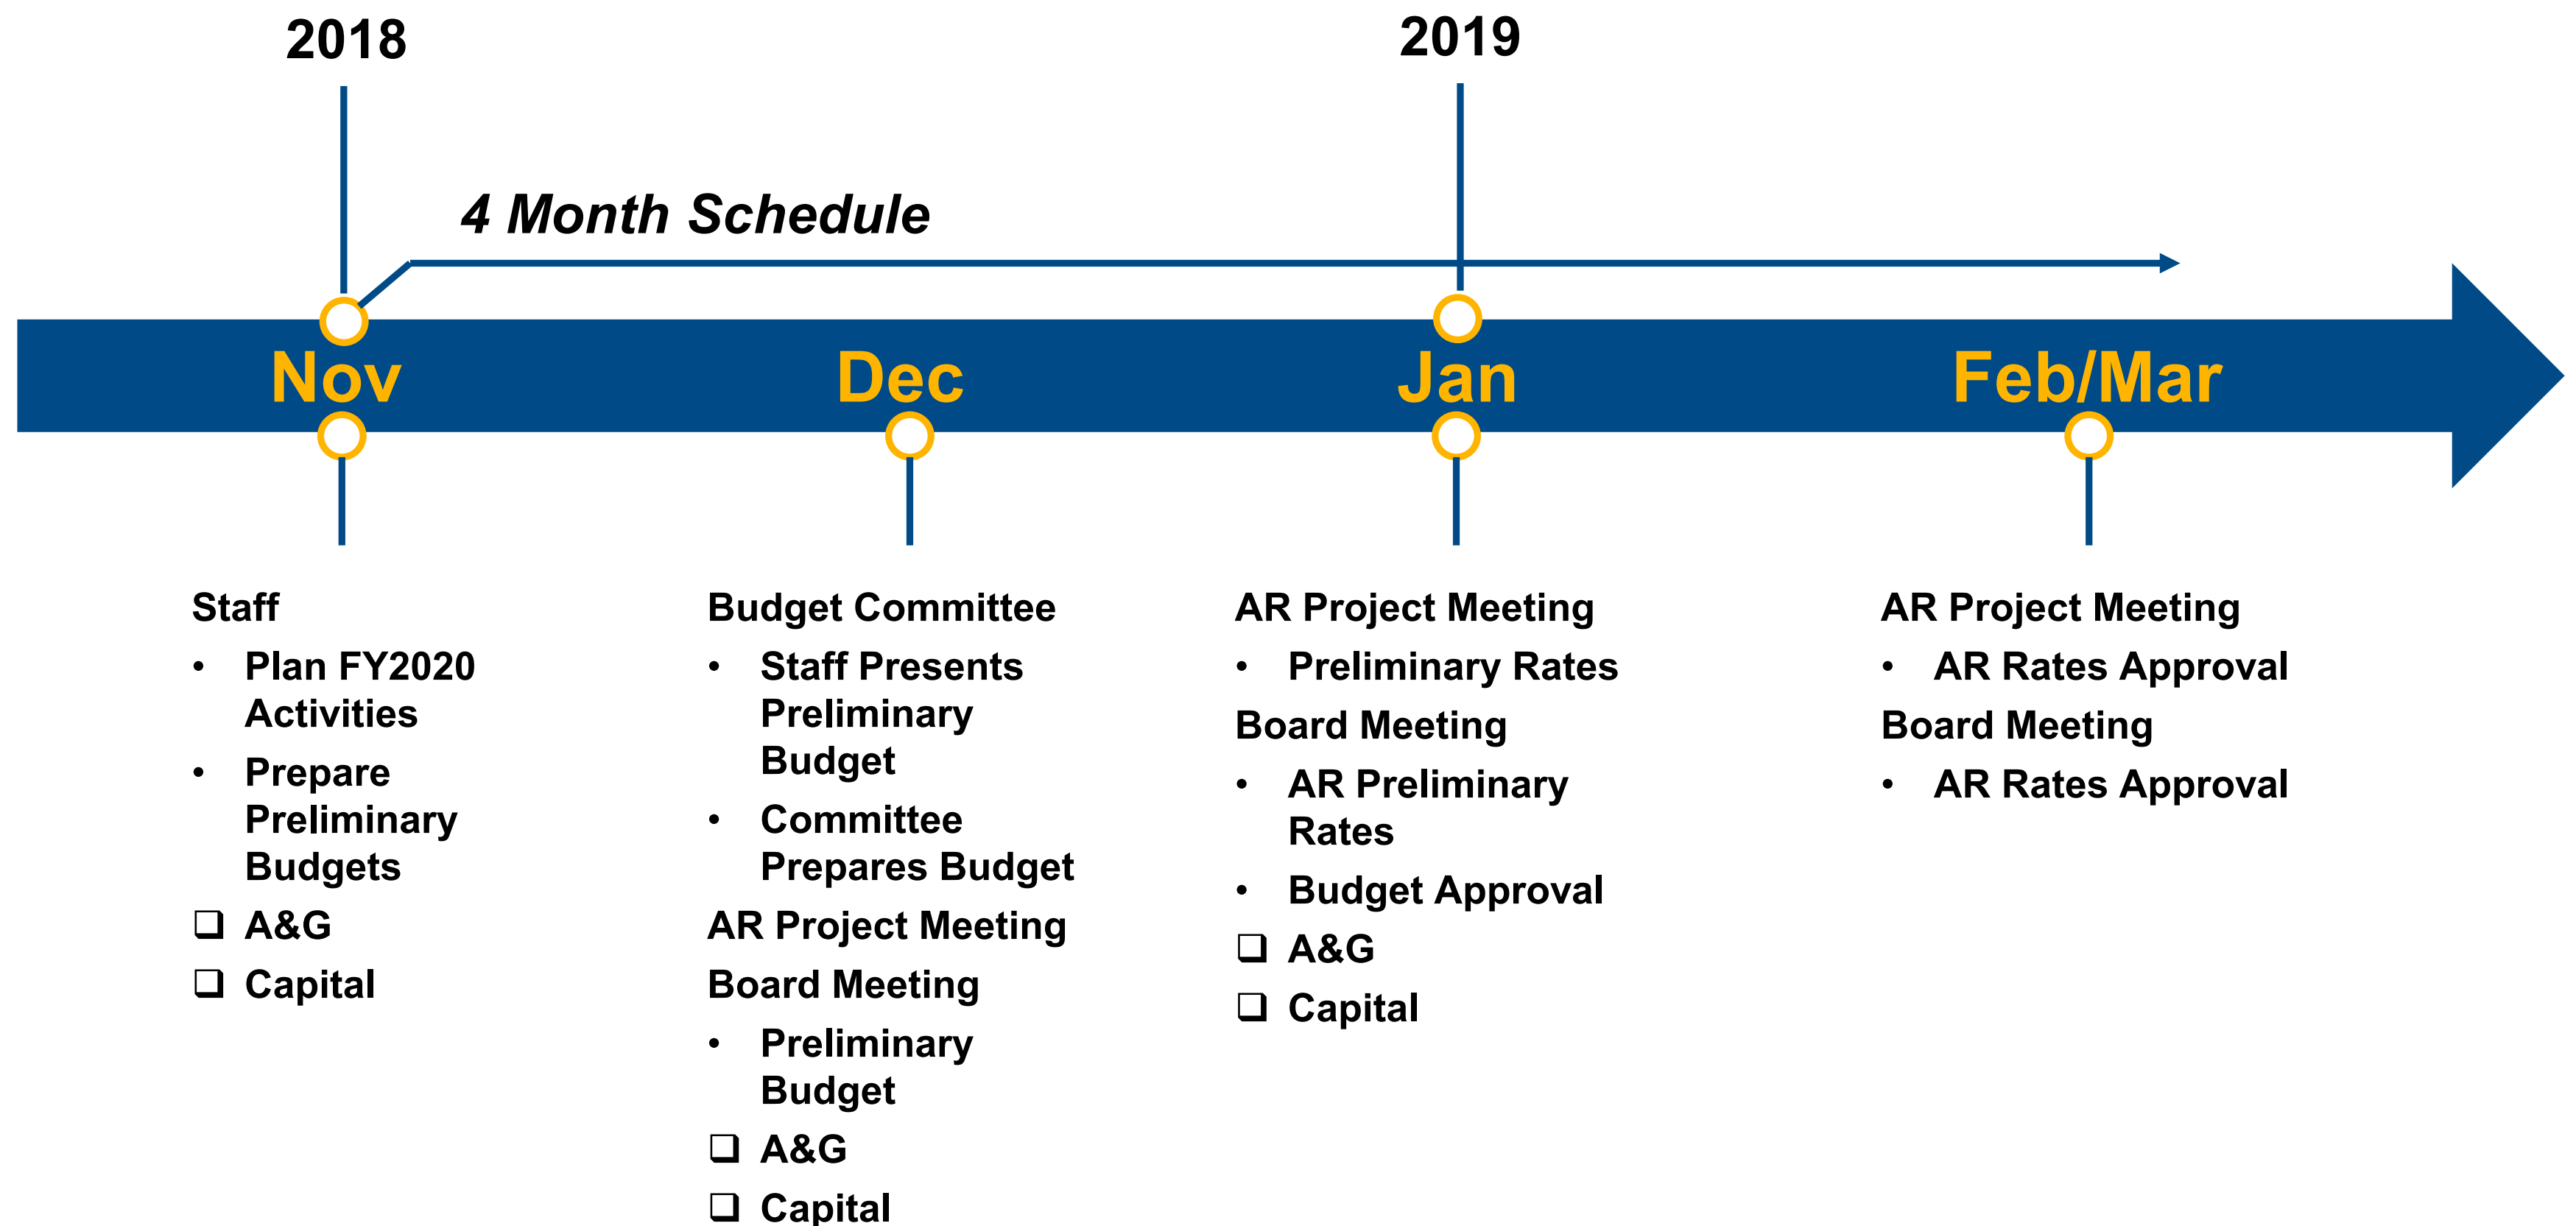 2018
2019
4 Month Schedule
Nov
Dec
Jan
Feb/Mar
Staff
• Plan FY2020
Activities
• Prepare
Preliminary
Budgets
❑ A&G
❑ Capital
Budget Committee
• Staff Presents
Preliminary
Budget
• Committee
Prepares Budget
AR Project Meeting
Board Meeting
• Preliminary
Budget
❑ A&G
❑ Capital
AR Project Meeting
• Preliminary Rates
Board Meeting
• AR Preliminary
Rates
• Budget Approval
❑ A&G
❑ Capital
AR Project Meeting
• AR Rates Approval
Board Meeting
• AR Rates Approval